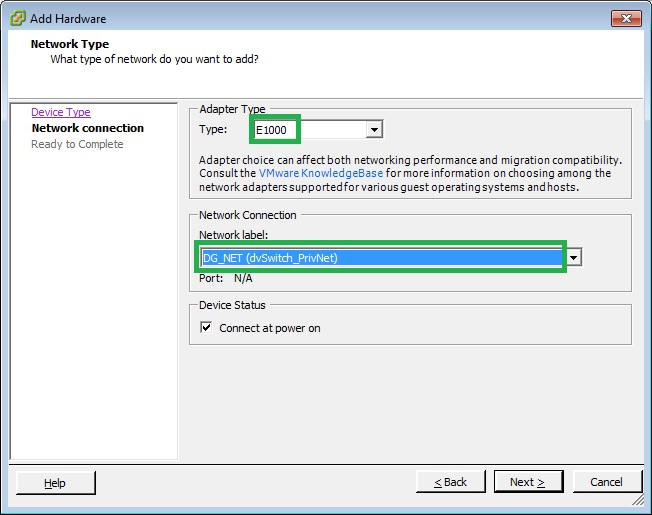 Add Hardware
Network Type
What type of network do you want to add?
Device Type
Network connection
Ready to Complete
Adapter Type
Type: E1000
Adapter choice can affect both networking performance and migration compatibility.
Consult the VMware KnowledgeBase for more information on choosing among the
network adapters supported for various guest operating systems and hosts.
Network Connection
Network label:
DG_NET (dvSwitch_PrivNet)
Port: N/A
Device Status
Connect at power on
Help
< Back
Next >
Cancel